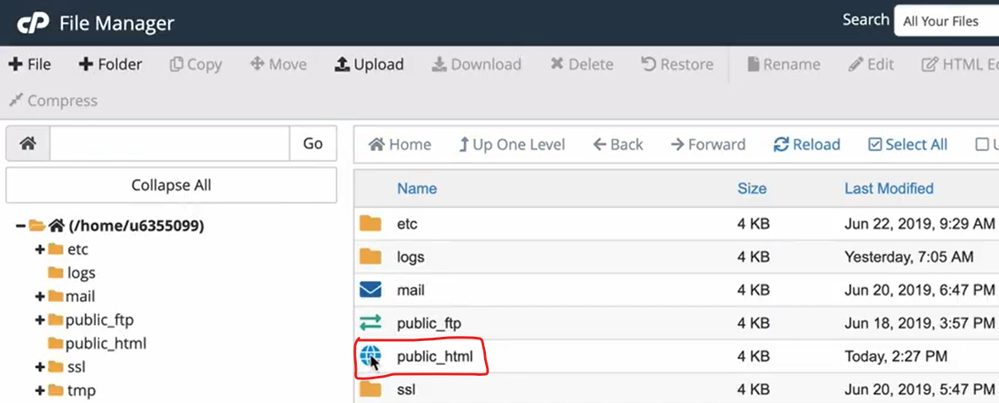 cP File Manager Search All Your Files
File Folder Copy Move Upload Download Delete Restore Rename Edit HTML
Compress
Go Home Up One Level Back Forward Reload Select All
Collapse All
Name Size Last Modified
(/home/u6355099)
etc
logs
mail
public_ftp
public_html
ssl
tmp
etc 4 KB Jun 22, 2019, 9:29 AM
logs 4 KB Yesterday, 7:05 AM
mail 4 KB Jun 20, 2019, 6:47 PM
public_ftp 4 KB Jun 18, 2019, 3:57 PM
public_html 4 KB Today, 2:27 PM
ssl 4 KB Jun 20, 2019, 5:47 PM